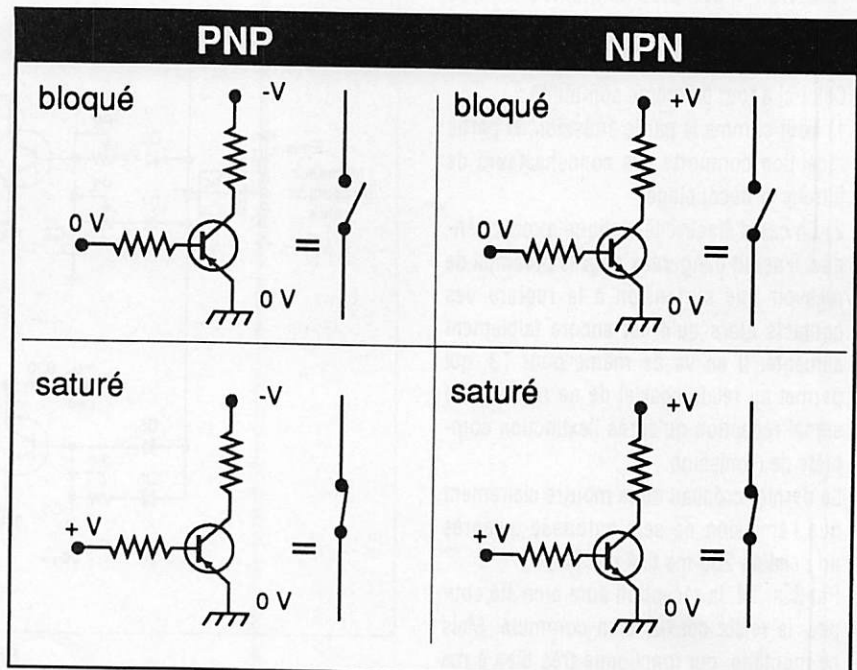 PNP
NPN
bloqué
-V
0 V
=
0 V
bloqué
+V
0 V
=
0 V
saturé
-V
+ V
=
0 V
saturé
+V
+ V
=
0 V